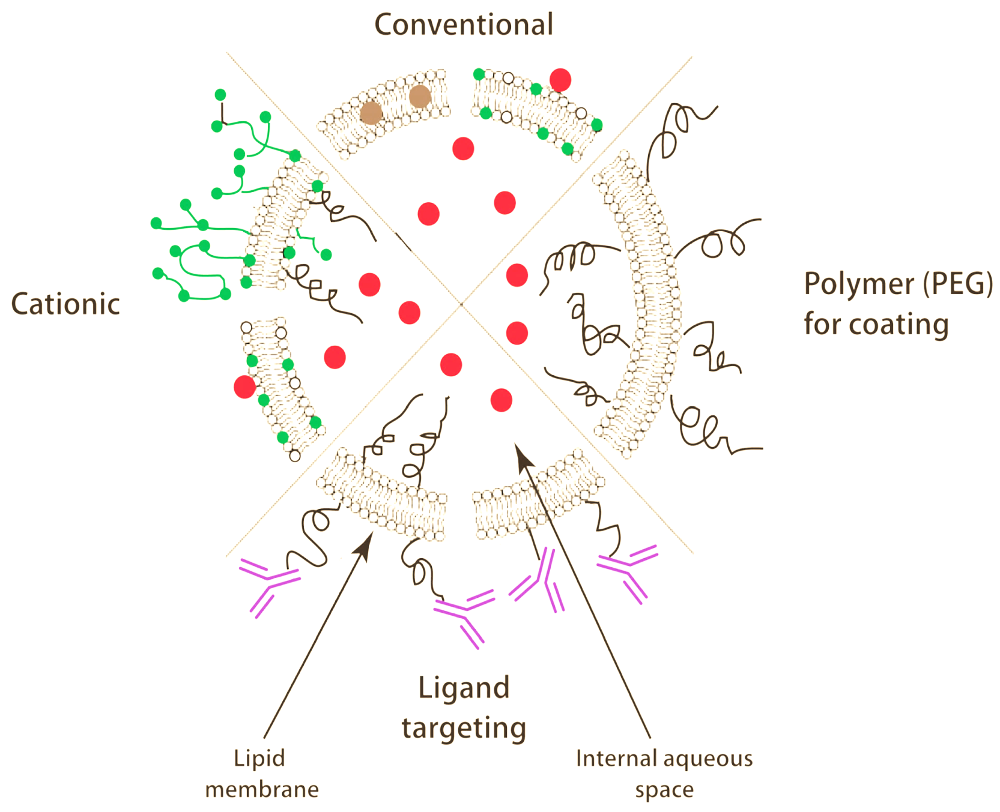 Conventional
Cationic
Polymer (PEG)
for coating
Ligand
targeting
Lipid
membrane
Internal aqueous
space